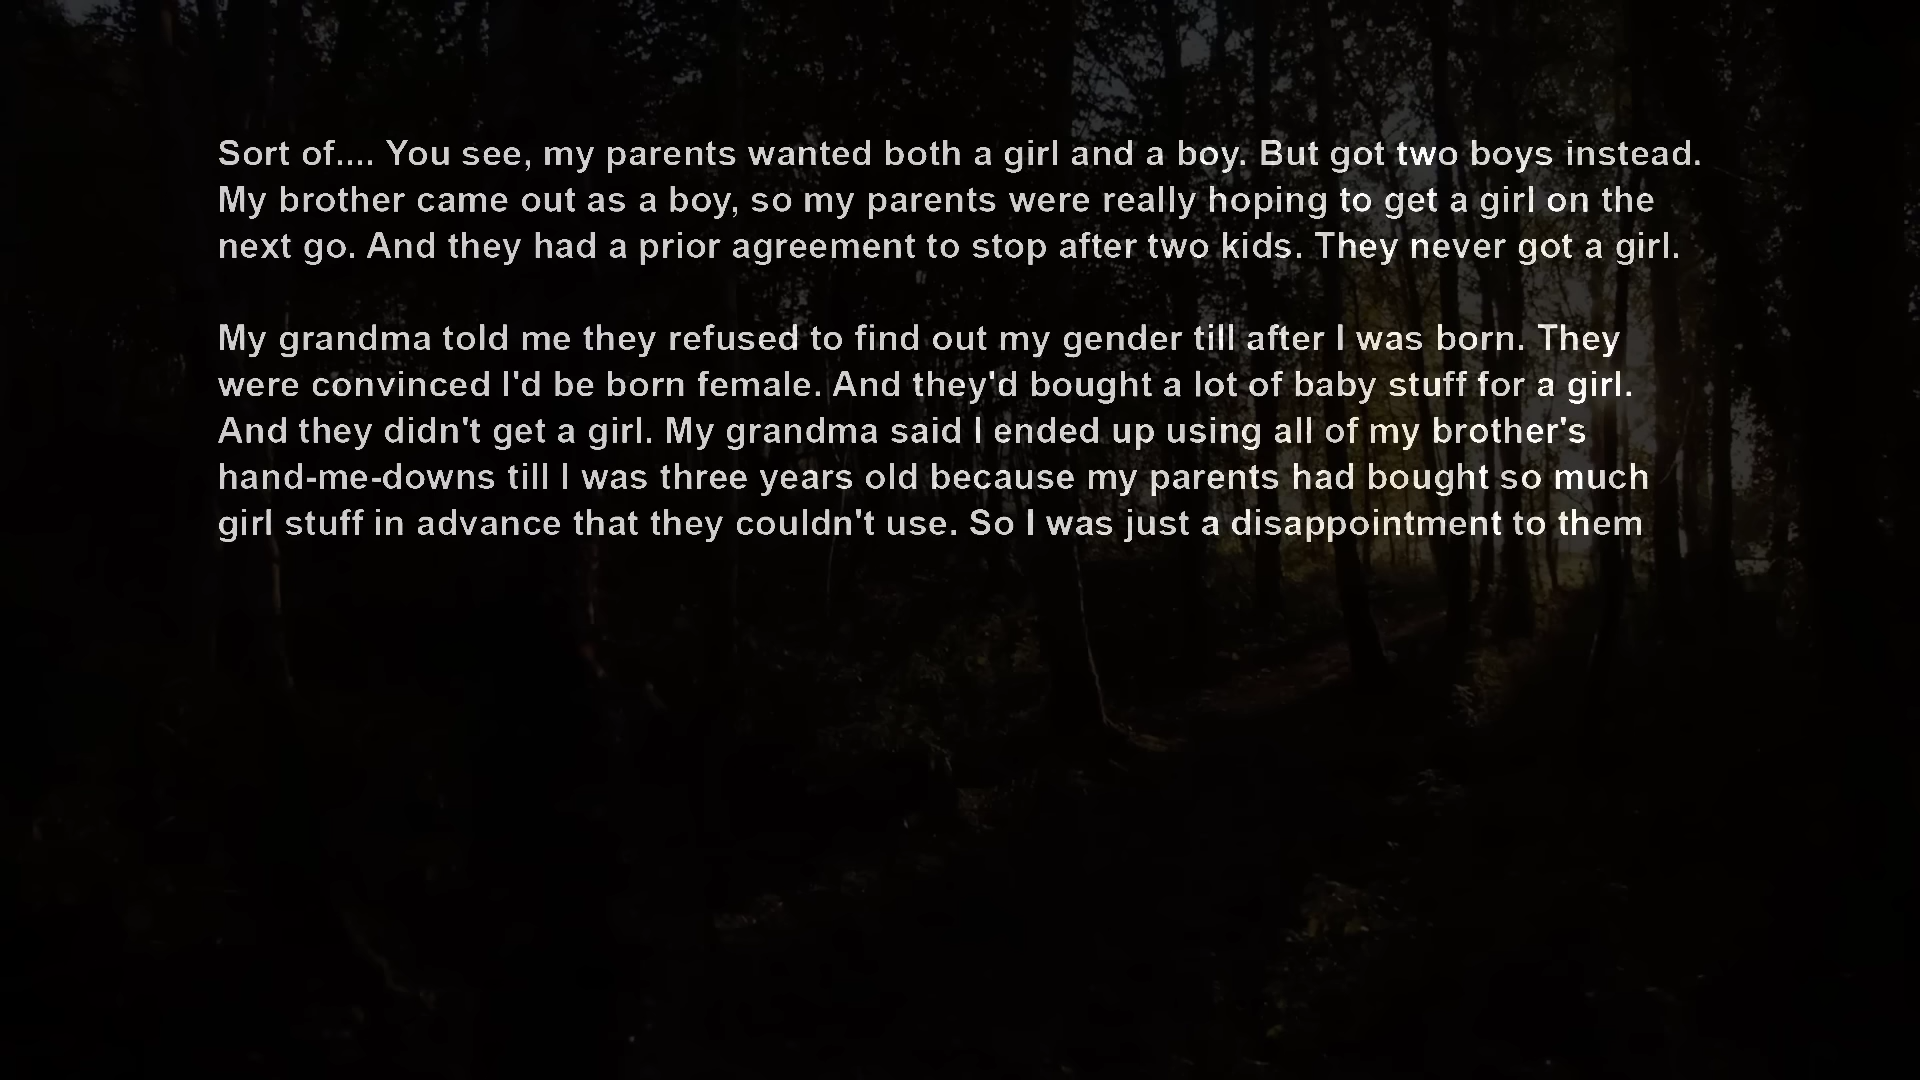 Sort of.... You see, my parents wanted both a girl and a boy. But got two boys instead.
My brother came out as a boy, so my parents were really hoping to get a girl on the
next go. And they had a prior agreement to stop after two kids. They never got a girl.
My grandma told me they refused to find out my gender till after I was born. They
were convinced I'd be born female. And they'd bought a lot of baby stuff for a girl.
And they didn't get a girl. My grandma said I ended up using all of my brother's
hand-me-downs till I was three years old because my parents had bought so much
girl stuff in advance that they couldn't use. So I was just a disappointment to them